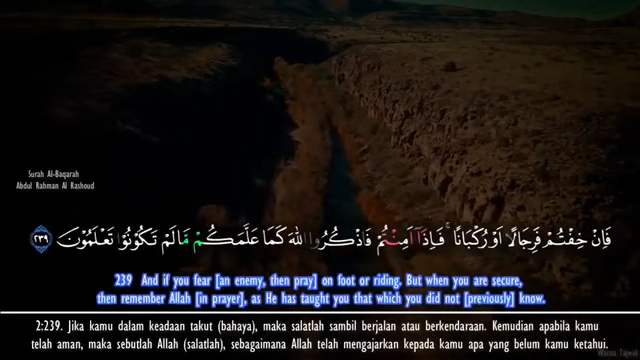 Surah Al-Baqarah
Abdul Rahman Al Rashoud
فَإِنْ خِفْتُمْ فَرِجَالًا أَوْ رُكْبَانًا ۚ فَإِذَآ أَمِنْتُمْ فَاذْكُرُوا اللّٰهَ كَمَا عَلَّمَكُمْ مَّا لَمْ تَكُوْنُوْا تَعْلَمُوْنَ ٢٣٩
239 And if you fear [an enemy, then pray] on foot or riding. But when you are secure,
then remember Allah [in prayer], as He has taught you that which you did not [previously] know.
2:239. Jika kamu dalam keadaan takut (bahaya), maka salatlah sambil berjalan atau berkendaraan. Kemudian apabila kamu
telah aman, maka sebutlah Allah (salatlah), sebagaimana Allah telah mengajarkan kepada kamu apa yang belum kamu ketahui.